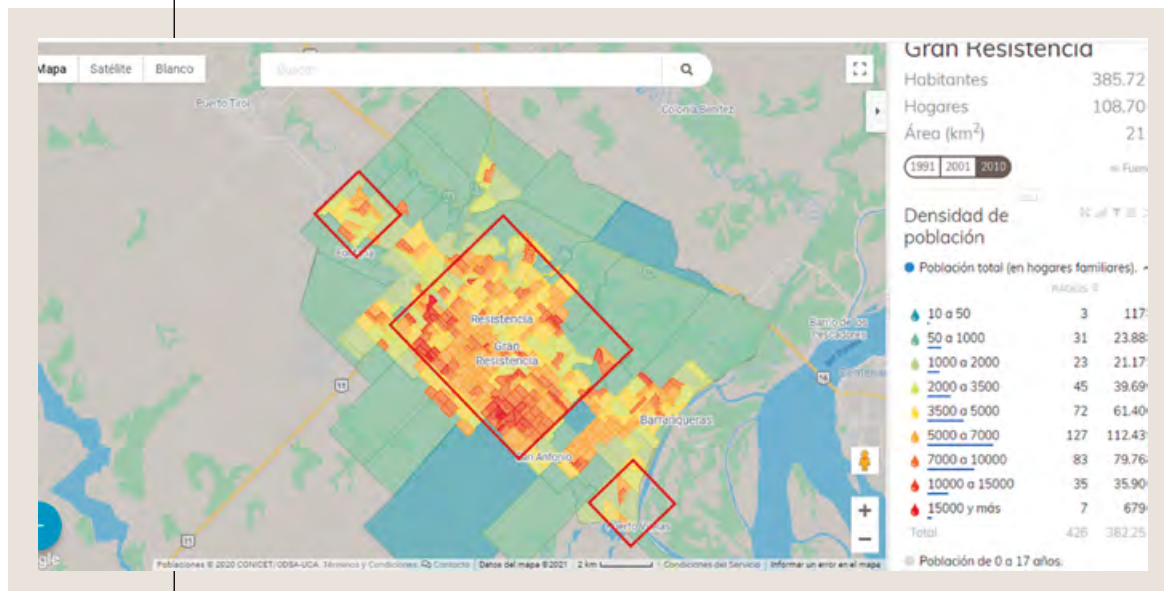 Mapa Satélite Blanco
Buscar
Puerto Tirol
Colonia Benítez
11
Fontana
16
Resistencia
Gran
Resistencia
Barrio de los
Pescadores
16
11
Barranqueras
San Antonio
11
gle
Poblaciones © 2020 CONICET/ODSA-UCA. Términos y Condiciones. Contacto Datos del mapa ©2021 2 km Condiciones del Servicio Informar un error en el mapa
Gran Resistencia
Habitantes 385.72
Hogares 108.70
Área (km²) 21
1991 2001 2010
Densidad de
población
Población total (en hogares familiares).
10 a 50 3 117
50 a 1000 31 23.88
1000 a 2000 23 21.17
2000 a 3500 45 39.69
3500 a 5000 72 61.40
5000 a 7000 127 112.43
7000 a 10000 83 79.76
10000 a 15000 35 35.90
15000 y más 7 679
Total 426 382.25
Población de 0 a 17 años.